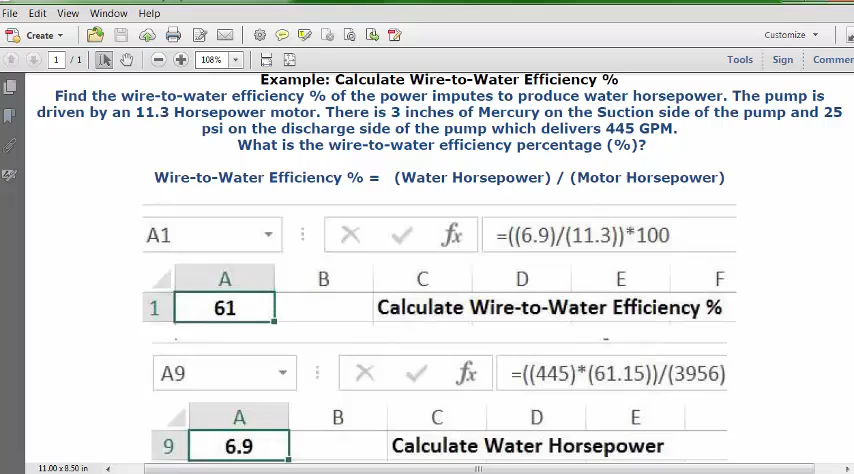 File Edit View Window Help
Create Customize
1 / 1 108% Tools Sign Commen
Example: Calculate Wire-to-Water Efficiency %
Find the wire-to-water efficiency % of the power imputes to produce water horsepower. The pump is
driven by an 11.3 Horsepower motor. There is 3 inches of Mercury on the Suction side of the pump and 25
psi on the discharge side of the pump which delivers 445 GPM.
What is the wire-to-water efficiency percentage (%)?
Wire-to-Water Efficiency % = (Water Horsepower) / (Motor Horsepower)
A1 fx =((6.9)/(11.3))*100
A B C D E F
1 61 Calculate Wire-to-Water Efficiency %
A9 fx =((445)*(61.15))/(3956)
A B C D E
9 6.9 Calculate Water Horsepower
11.00 x 8.50 in